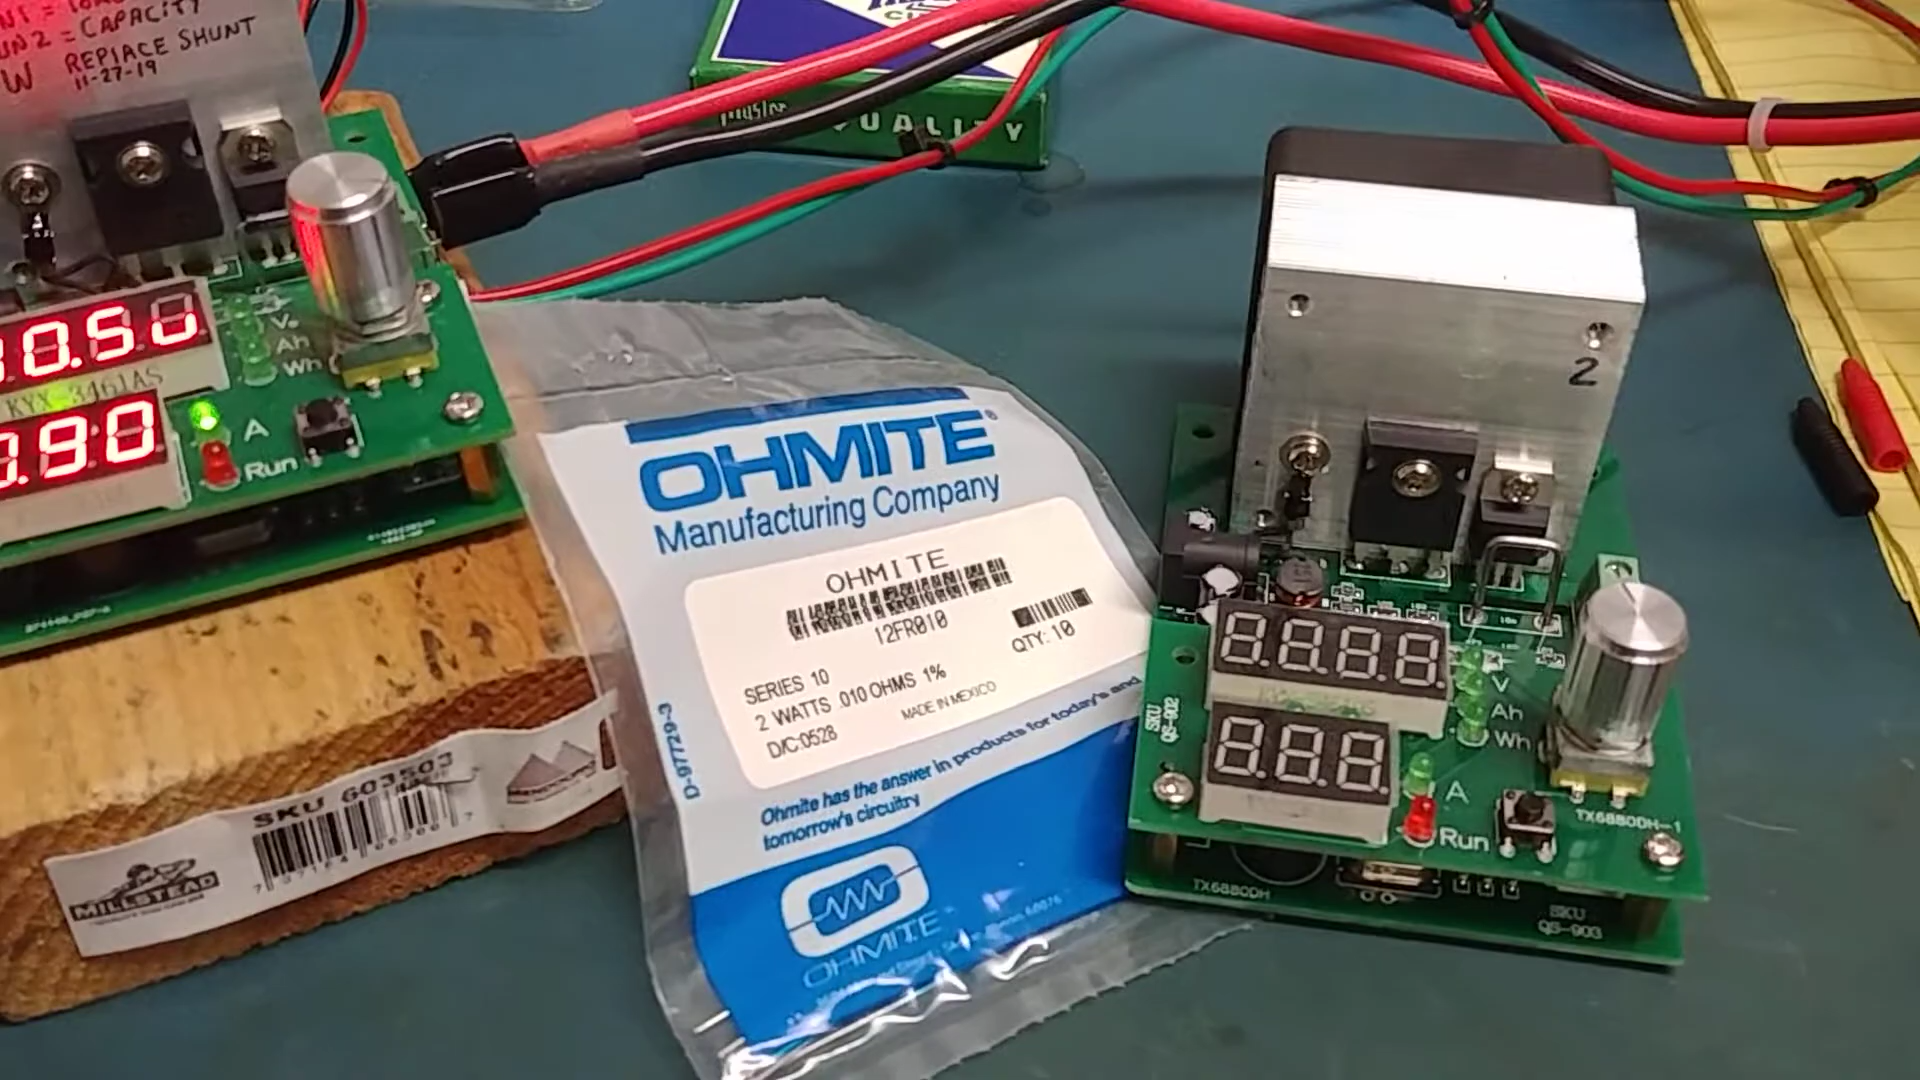 = CAPACITY
REPLACE SHUNT
11-27-19
QUALITY
0.50
KYX 3461AS
.90
V
Ah
Wh
A
Run
OHMITE®
Manufacturing Company
OHMITE
12FR010
QTY: 10
SERIES 10
2 WATTS .010 OHMS 1%
MADE IN MEXICO
D/C:0528
D-97729-3
Ohmite has the answer in products for today's and
tomorrow's circuitry
OHMITE
SKU 603503
MILLSTEAD
2
V
Ah
Wh
A
Run
SKU
QS-902
TX6880DH-1
TX6880DH
SKU
QS-903